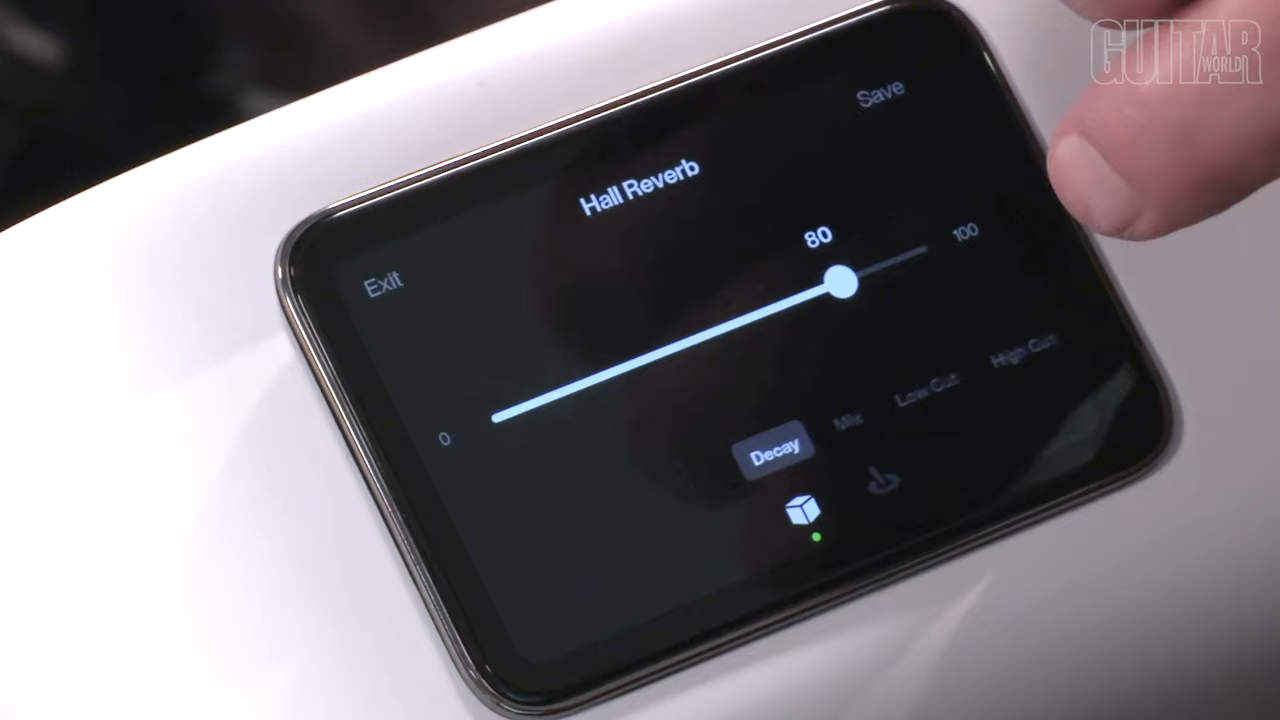 GUITAR WORLD
Save
Hall Reverb
Exit
80
0
100
Decay
Mix
Low Cut
High Cut